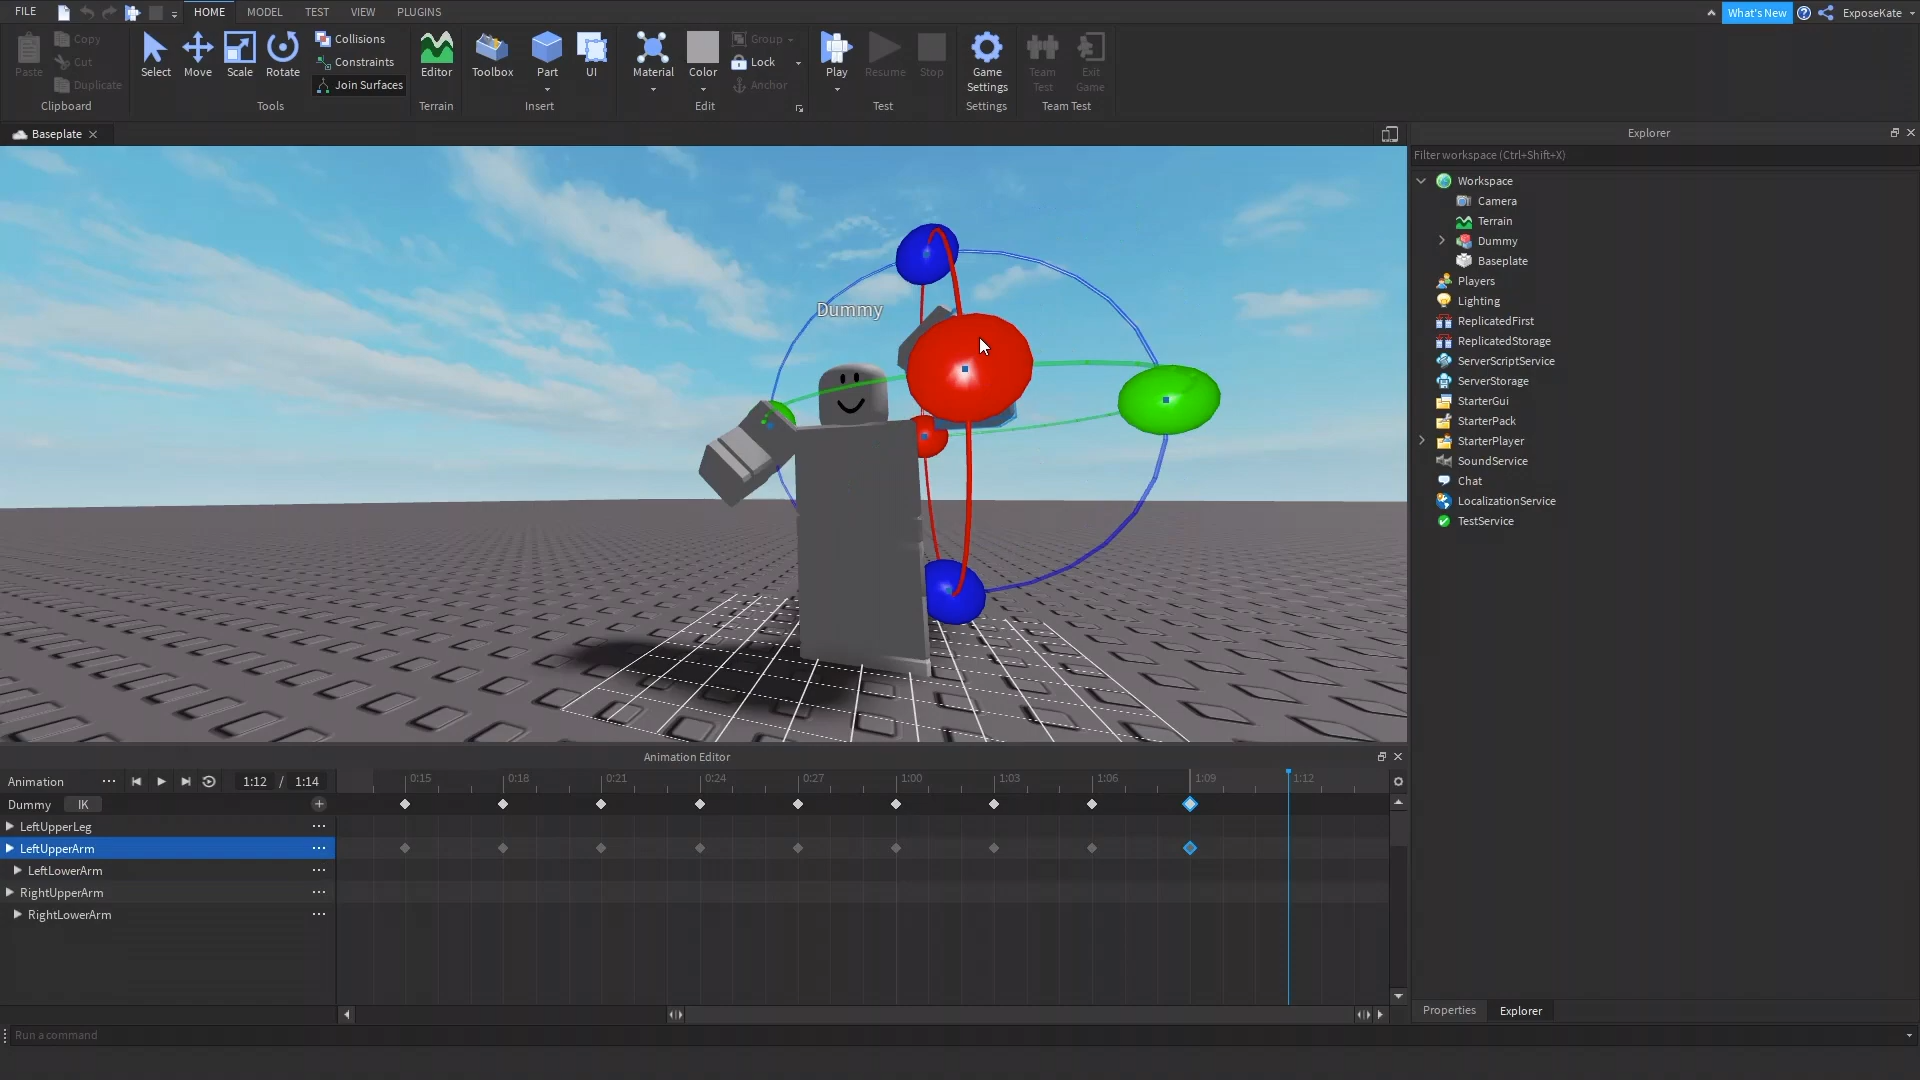 FILE HOME MODEL TEST VIEW PLUGINS What's New ExposeKate
Paste
Copy
Cut
Duplicate
Clipboard
Select Move Scale Rotate
Collisions
Constraints
Join Surfaces
Tools
Editor
Terrain
Toolbox Part UI
Insert
Material Color
Group
Lock
Anchor
Edit
Play Resume Stop
Test
Game
Settings
Settings
Team
Test
Exit
Game
Team Test
Baseplate
Dummy
Explorer
Filter workspace (Ctrl+Shift+X)
Workspace
Camera
Terrain
Dummy
Baseplate
Players
Lighting
ReplicatedFirst
ReplicatedStorage
ServerScriptService
ServerStorage
StarterGui
StarterPack
StarterPlayer
SoundService
Chat
LocalizationService
TestService
Properties Explorer
Animation Editor
Animation 1:12 / 1:14 0:15 0:18 0:21 0:24 0:27 1:00 1:03 1:06 1:09 1:12
Dummy IK
LeftUpperLeg
LeftUpperArm
LeftLowerArm
RightUpperArm
RightLowerArm
Run a command